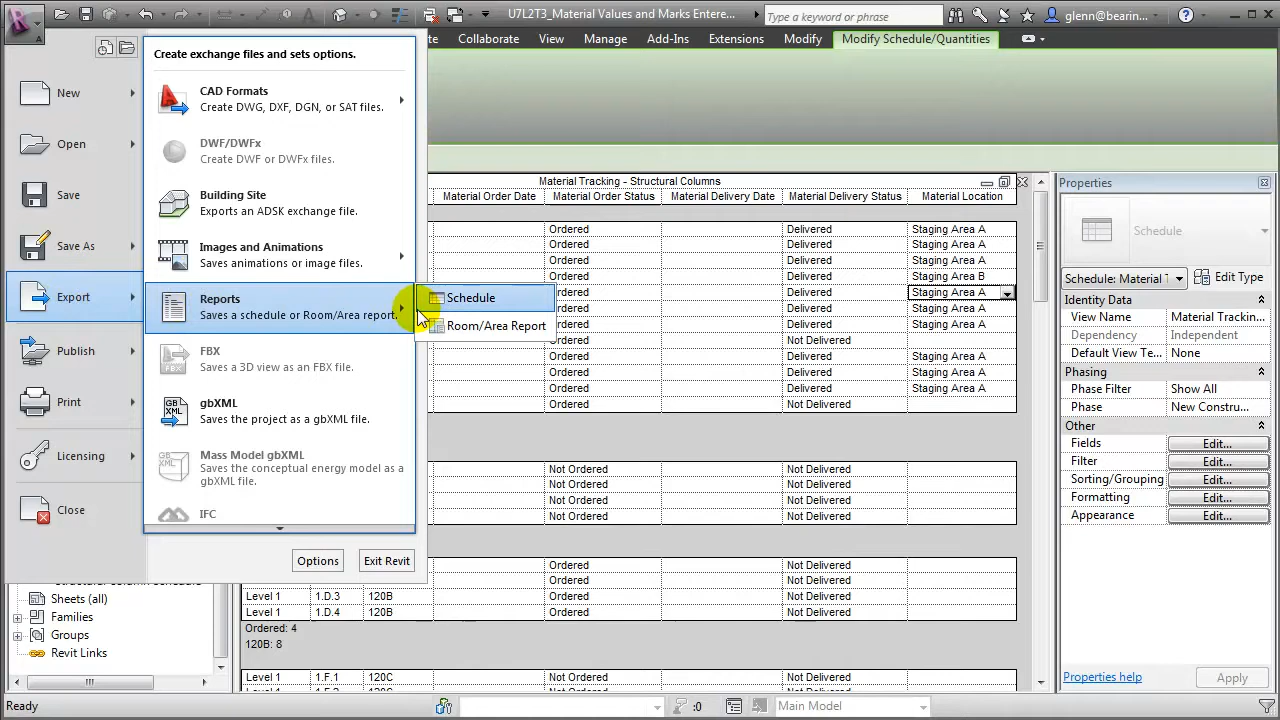 U7L2T3_Material Values and Marks Entere...
Type a keyword or phrase
glenn@bearin...
Collaborate
View
Manage
Add-Ins
Extensions
Modify
Modify Schedule/Quantities
New
Open
Save
Save As
Export
Publish
Print
Licensing
Close
Create exchange files and sets options.
CAD Formats
Create DWG, DXF, DGN, or SAT files.
DWF/DWFx
Create DWF or DWFx files.
Building Site
Exports an ADSK exchange file.
Images and Animations
Saves animations or image files.
Reports
Saves a schedule or Room/Area report.
FBX
Saves a 3D view as an FBX file.
gbXML
Saves the project as a gbXML file.
Mass Model gbXML
Saves the conceptual energy model as a
gbXML file.
IFC
Options
Exit Revit
Schedule
Room/Area Report
Material Tracking - Structural Columns
Material Order Date Material Order Status Material Delivery Date Material Delivery Status Material Location
Ordered Delivered Staging Area A
Ordered Delivered Staging Area A
Ordered Delivered Staging Area A
Ordered Delivered Staging Area B
rdered Delivered Staging Area A
rdered Delivered Staging Area A
rdered Delivered Staging Area A
rdered Not Delivered
Ordered Delivered Staging Area A
Ordered Delivered Staging Area A
Ordered Delivered Staging Area A
Ordered Not Delivered
Not Ordered Not Delivered
Not Ordered Not Delivered
Not Ordered Not Delivered
Not Ordered Not Delivered
Ordered Not Delivered
Ordered Not Delivered
Level 1 1.D.3 120B Ordered Not Delivered
Level 1 1.D.4 120B Ordered Not Delivered
Ordered: 4
120B: 8
Level 1 1.F.1 120C Not Ordered Not Delivered
Sheets (all)
Families
Groups
Revit Links
Properties
Schedule
Schedule: Material T
Edit Type
Identity Data
View Name Material Trackin...
Dependency Independent
Default View Te... None
Phasing
Phase Filter Show All
Phase New Constru...
Other
Fields Edit...
Filter Edit...
Sorting/Grouping Edit...
Formatting Edit...
Appearance Edit...
Properties help
Apply
Ready
:0
Main Model